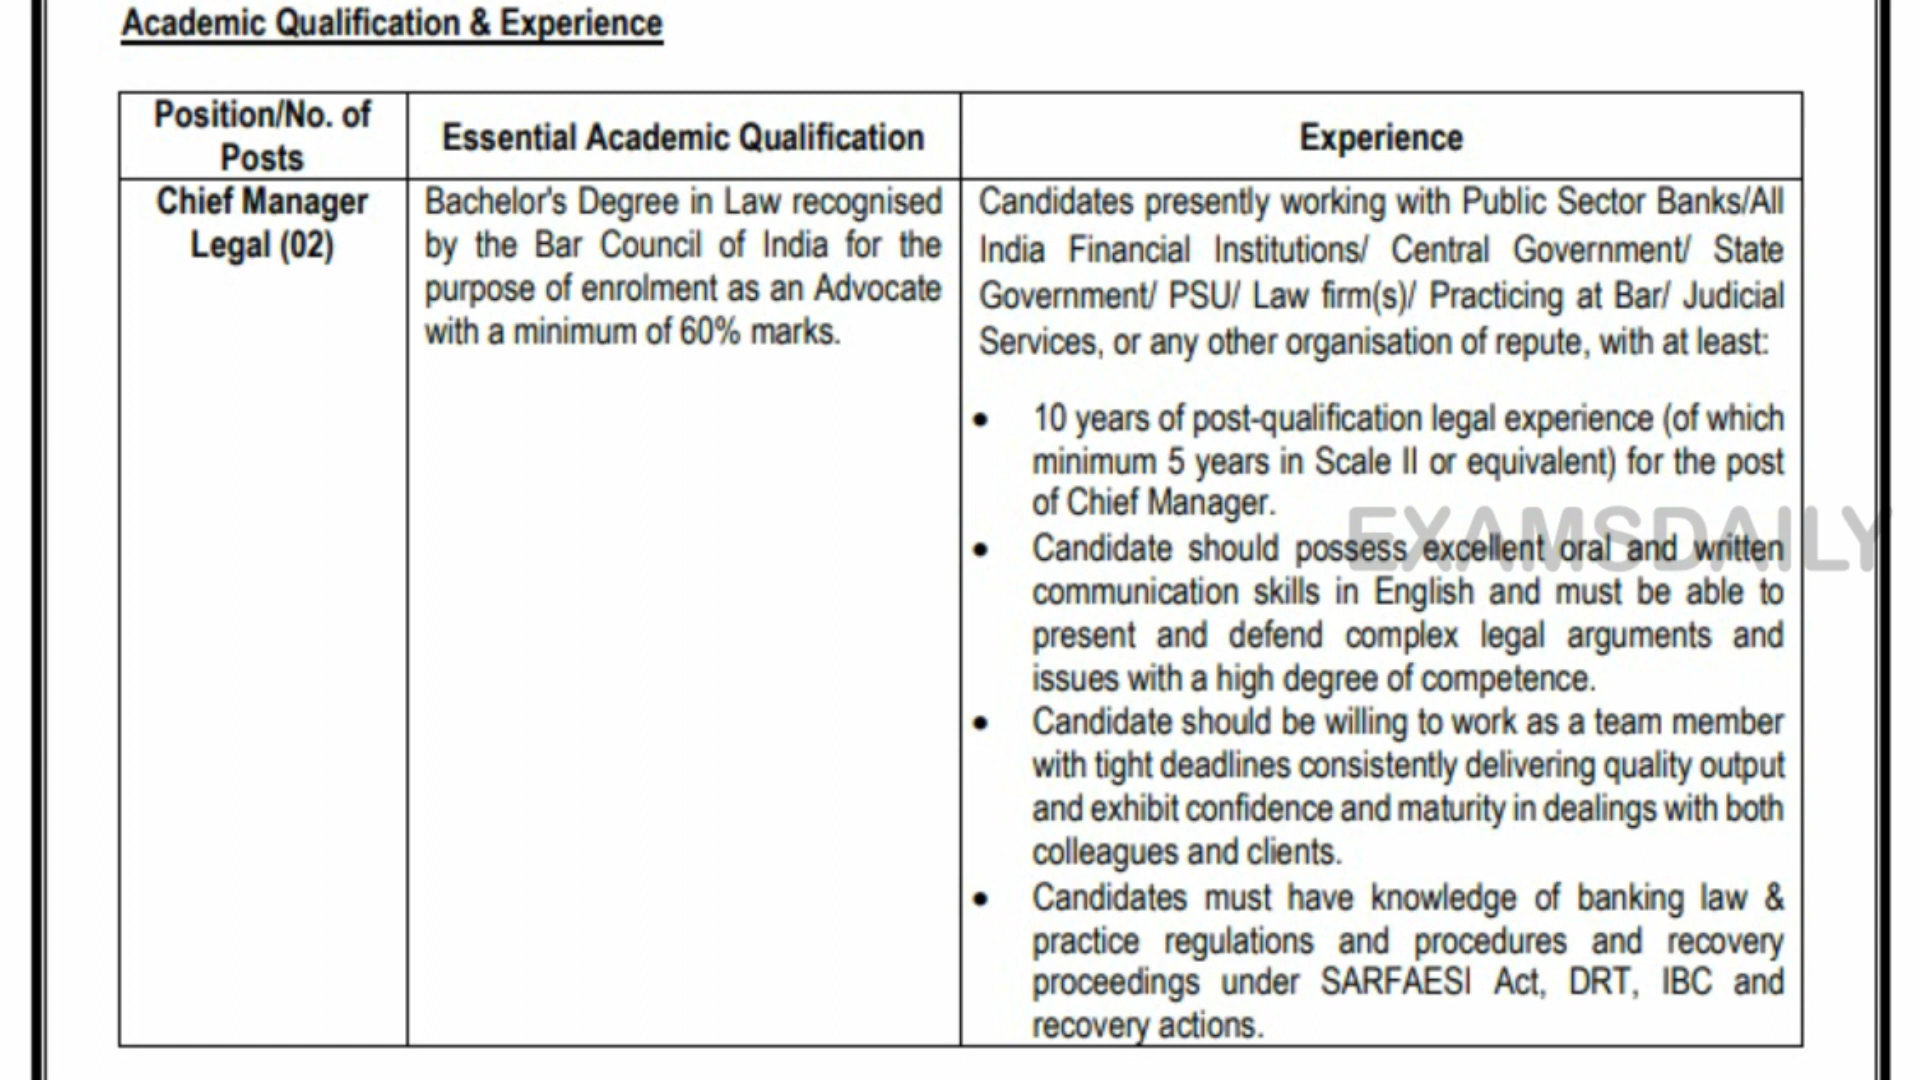 Academic Qualification & Experience
Position/No. of
Posts
Essential Academic Qualification
Experience
Chief Manager
Legal (02)
Bachelor's Degree in Law recognised
by the Bar Council of India for the
purpose of enrolment as an Advocate
with a minimum of 60% marks.
Candidates presently working with Public Sector Banks/All
India Financial Institutions/ Central Government/ State
Government/ PSU/ Law firm(s)/ Practicing at Bar/ Judicial
Services, or any other organisation of repute, with at least:
• 10 years of post-qualification legal experience (of which
minimum 5 years in Scale II or equivalent) for the post
of Chief Manager.
• Candidate should possess excellent oral and written
communication skills in English and must be able to
present and defend complex legal arguments and
issues with a high degree of competence.
• Candidate should be willing to work as a team member
with tight deadlines consistently delivering quality output
and exhibit confidence and maturity in dealings with both
colleagues and clients.
• Candidates must have knowledge of banking law &
practice regulations and procedures and recovery
proceedings under SARFAESI Act, DRT, IBC and
recovery actions.
EXAMSDAILY